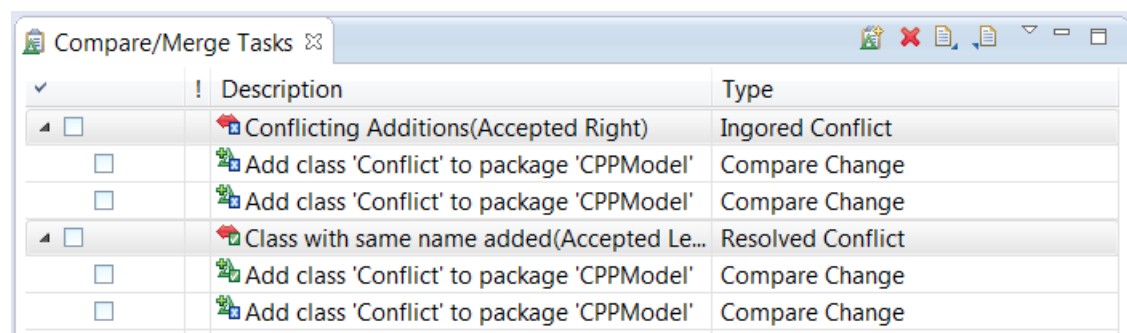 Compare/Merge Tasks
! Description Type
Conflicting Additions(Accepted Right) Ingored Conflict
Add class 'Conflict' to package 'CPPModel' Compare Change
Add class 'Conflict' to package 'CPPModel' Compare Change
Class with same name added(Accepted Le... Resolved Conflict
Add class 'Conflict' to package 'CPPModel' Compare Change
Add class 'Conflict' to package 'CPPModel' Compare Change